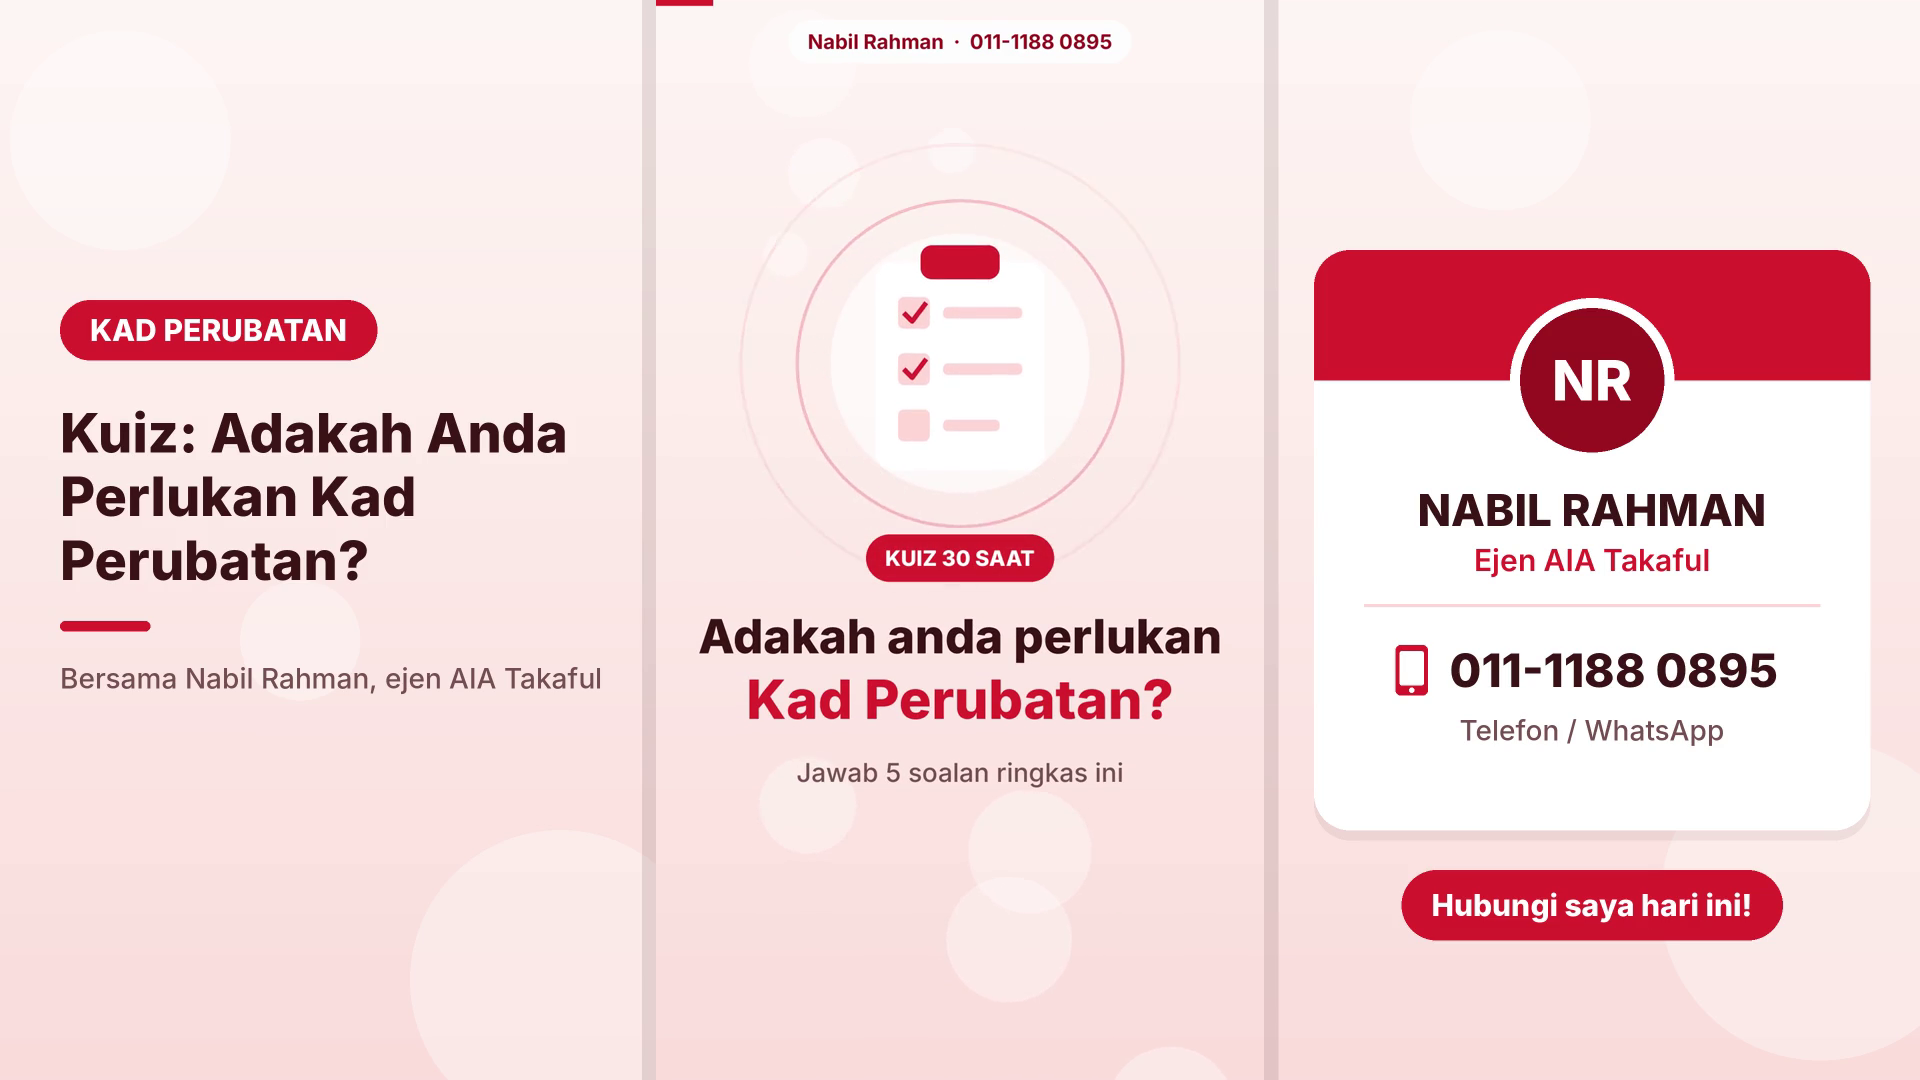 KAD PERUBATAN
Kuiz: Adakah Anda
Perlukan Kad
Perubatan?
Bersama Nabil Rahman, ejen AIA Takaful
Nabil Rahman · 011-1188 0895
KUIZ 30 SAAT
Adakah anda perlukan
Kad Perubatan?
Jawab 5 soalan ringkas ini
NR
NABIL RAHMAN
Ejen AIA Takaful
011-1188 0895
Telefon / WhatsApp
Hubungi saya hari ini!